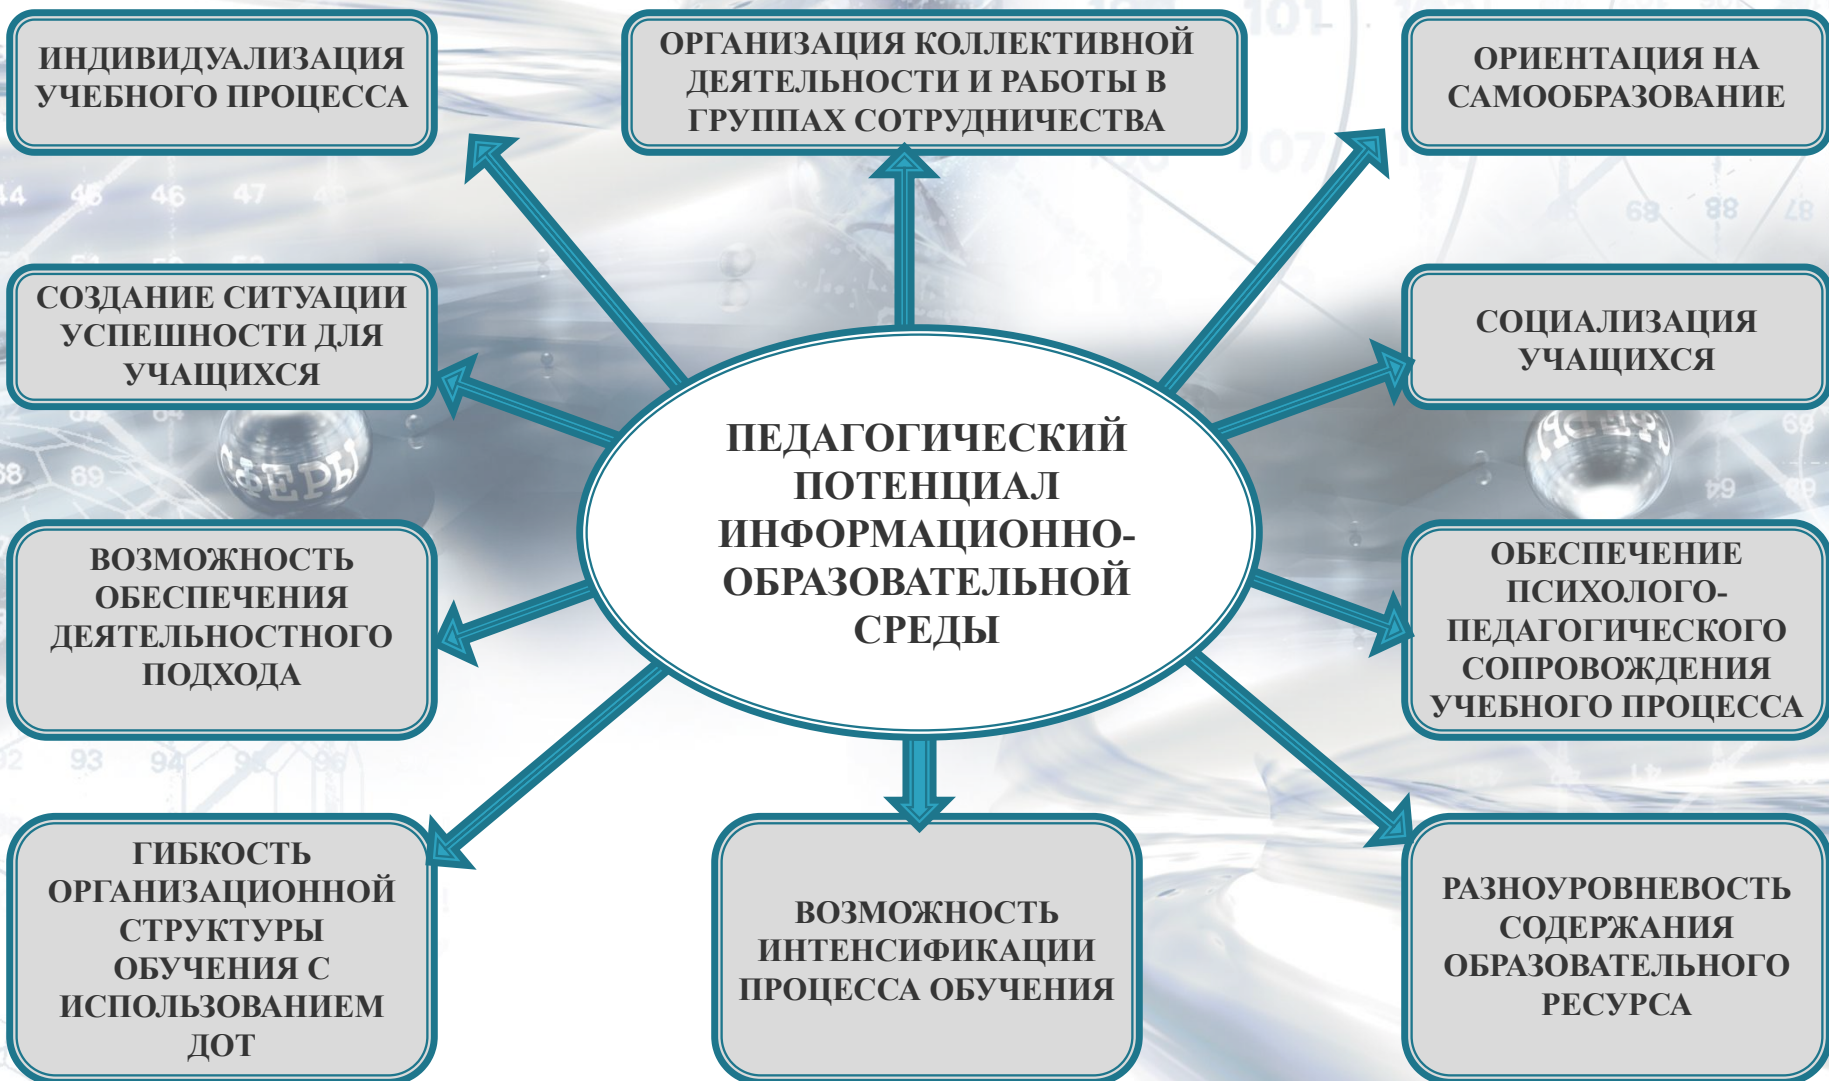 ИНДИВИДУАЛИЗАЦИЯ
УЧЕБНОГО ПРОЦЕССА
ОРГАНИЗАЦИЯ КОЛЛЕКТИВНОЙ
ДЕЯТЕЛЬНОСТИ И РАБОТЫ В
ГРУППАХ СОТРУДНИЧЕСТВА
ОРИЕНТАЦИЯ НА
САМООБРАЗОВАНИЕ
СОЗДАНИЕ СИТУАЦИИ
УСПЕШНОСТИ ДЛЯ
УЧАЩИХСЯ
СОЦИАЛИЗАЦИЯ
УЧАЩИХСЯ
ПЕДАГОГИЧЕСКИЙ
ПОТЕНЦИАЛ
ИНФОРМАЦИОННО-
ОБРАЗОВАТЕЛЬНОЙ
СРЕДЫ
ВОЗМОЖНОСТЬ
ОБЕСПЕЧЕНИЯ
ДЕЯТЕЛЬНОСТНОГО
ПОДХОДА
ОБЕСПЕЧЕНИЕ
ПСИХОЛОГО-
ПЕДАГОГИЧЕСКОГО
СОПРОВОЖДЕНИЯ
УЧЕБНОГО ПРОЦЕССА
ГИБКОСТЬ
ОРГАНИЗАЦИОННОЙ
СТРУКТУРЫ
ОБУЧЕНИЯ С
ИСПОЛЬЗОВАНИЕМ
ДОТ
ВОЗМОЖНОСТЬ
ИНТЕНСИФИКАЦИИ
ПРОЦЕССА ОБУЧЕНИЯ
РАЗНОУРОВНЕВОСТЬ
СОДЕРЖАНИЯ
ОБРАЗОВАТЕЛЬНОГО
РЕСУРСА